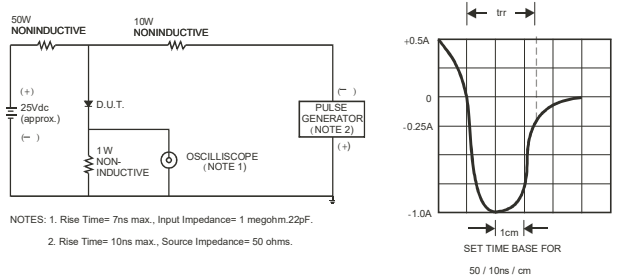 50W
NONINDUCTIVE
10W
NONINDUCTIVE
(+)
25Vdc
(approx.)
(−)
D.U.T.
1W
NON-
INDUCTIVE
OSCILLISCOPE
(NOTE 1)
(−)
PULSE
GENERATOR
(NOTE 2)
(+)
trr
+0.5A
0
-0.25A
-1.0A
1cm
SET TIME BASE FOR
50 / 10ns / cm
NOTES: 1. Rise Time= 7ns max., Input Impedance= 1 megohm.22pF.
2. Rise Time= 10ns max., Source Impedance= 50 ohms.